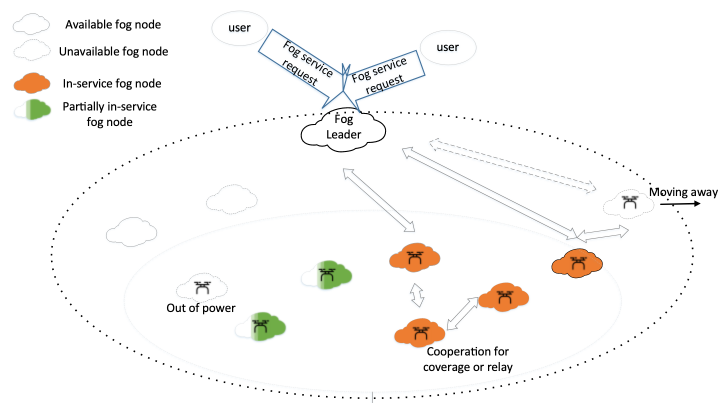 Available fog node
Unavailable fog node
In-service fog node
Partially in-service
fog node
user
user
Fog service
request
Fog service
request
Fog
Leader
Moving away
Out of power
Cooperation for
coverage or relay